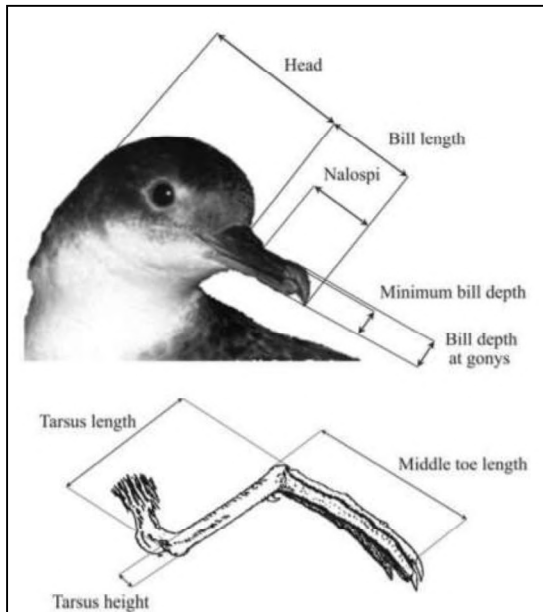 Head
Bill length
Nalospi
Minimum bill depth
Bill depth
at gonys
Tarsus length
Middle toe length
Tarsus height